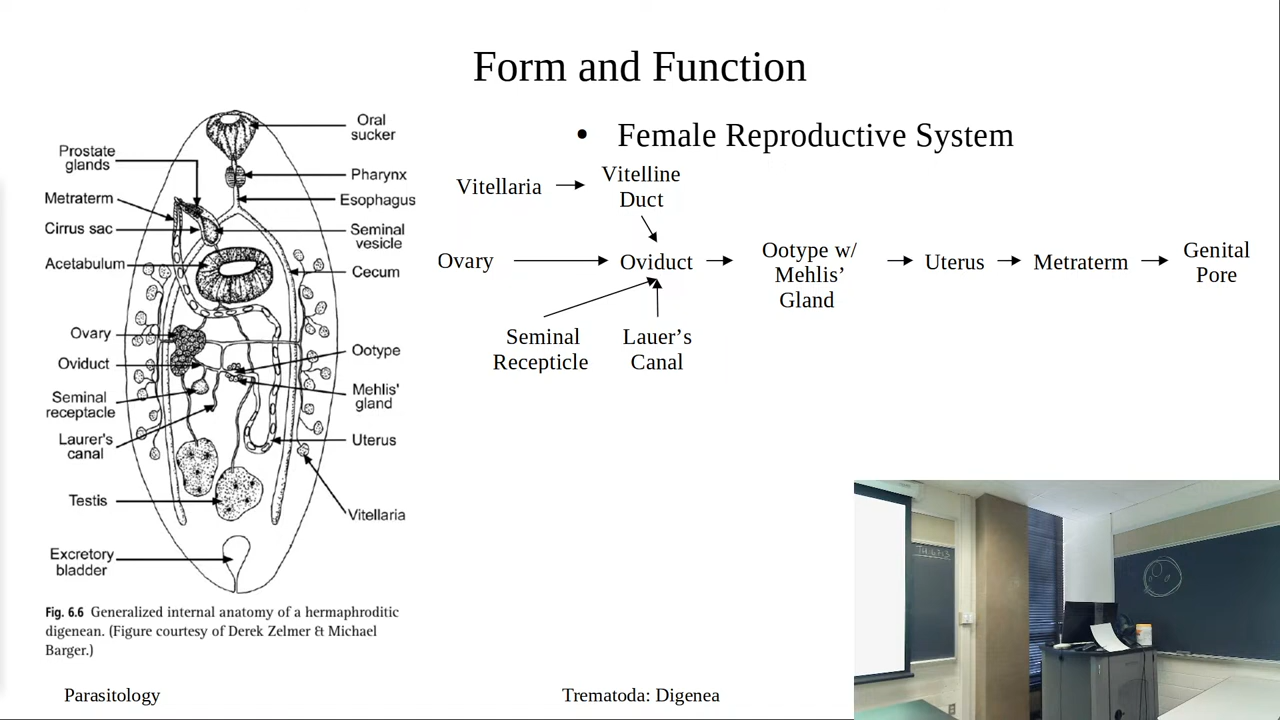 Form and Function
• Female Reproductive System
Vitellaria
Vitelline
Duct
Ovary
Oviduct
Ootype w/
Mehlis’
Gland
Uterus
Metraterm
Genital
Pore
Seminal
Recepticle
Lauer’s
Canal
Prostate
glands
Metraterm
Cirrus sac
Acetabulum
Ovary
Oviduct
Seminal
receptacle
Laurer's
canal
Testis
Excretory
bladder
Oral
sucker
Pharynx
Esophagus
Seminal
vesicle
Cecum
Ootype
Mehlis'
gland
Uterus
Vitellaria
Fig. 6.6 Generalized internal anatomy of a hermaphroditic
digenean. (Figure courtesy of Derek Zelmer & Michael
Barger.)
Parasitology
Trematoda: Digenea